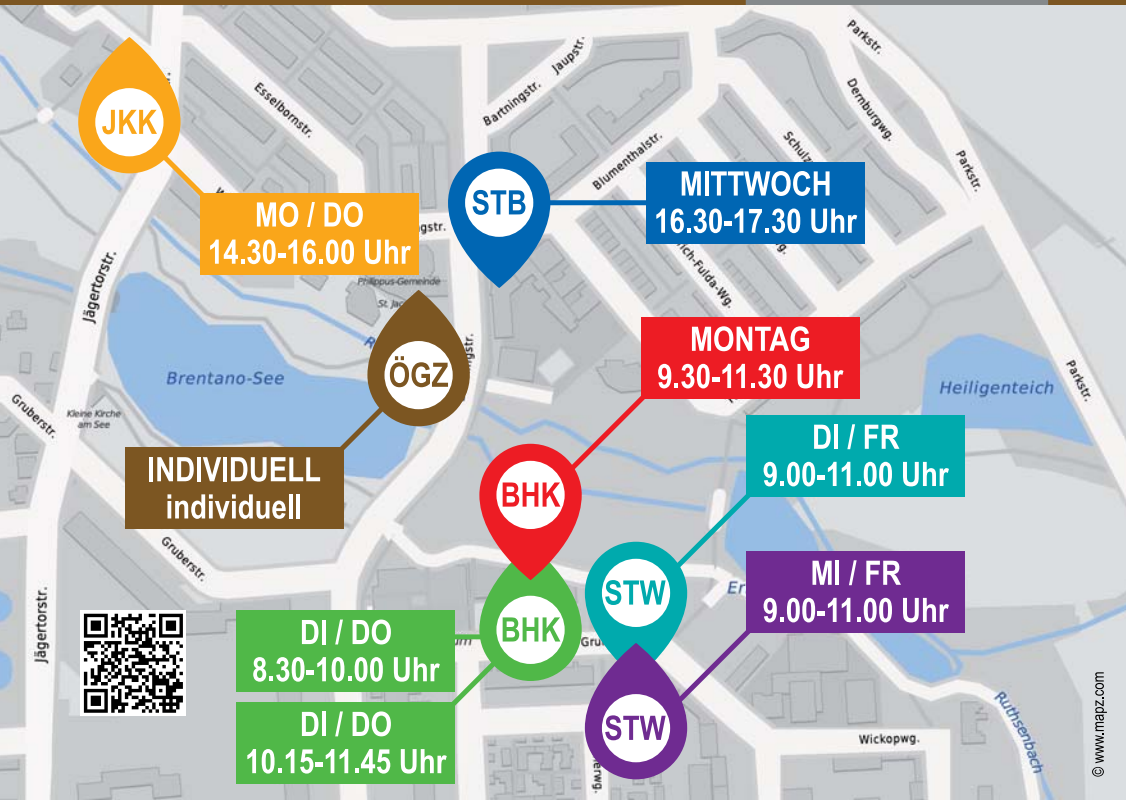 Parkstr.
Jaupstr.
Bartningstr.
Esselbornstr.
Dernburgwg.
JKK
Blumenthalstr.
Parkstr.
STB
MITTWOCH
16.30-17.30 Uhr
MO / DO
14.30-16.00 Uhr
Philippus-Gemeinde
Jägertorstr.
MONTAG
9.30-11.30 Uhr
ÖGZ
Brentano-See
Heiligenteich
Parkstr.
Gruberstr.
Kleine Kirche
am See
DI / FR
9.00-11.00 Uhr
INDIVIDUELL
individuell
BHK
Gruberstr.
MI / FR
9.00-11.00 Uhr
STW
Jägertorstr.
DI / DO
8.30-10.00 Uhr
BHK
STW
DI / DO
10.15-11.45 Uhr
Wickopwg.
Ruthsenbach
© www.mapz.com